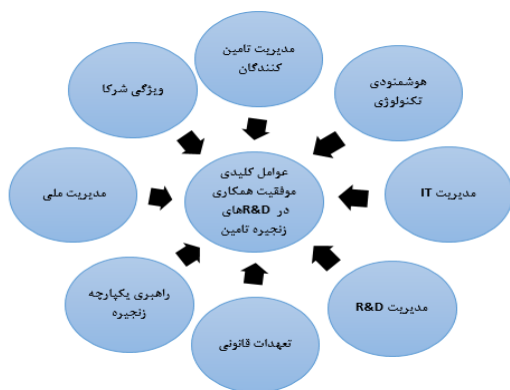 مدیریت تامین
کنندگان
هوشمنودی
تکنولوژی
ویژگی شرکا
عوامل کلیدی
موفقیت همکاری
در R&Dهای
زنجیره تامین
مدیریت IT
مدیریت ملی
مدیریت R&D
راهبری یکپارچه
زنجیره
تعهدات قانونی